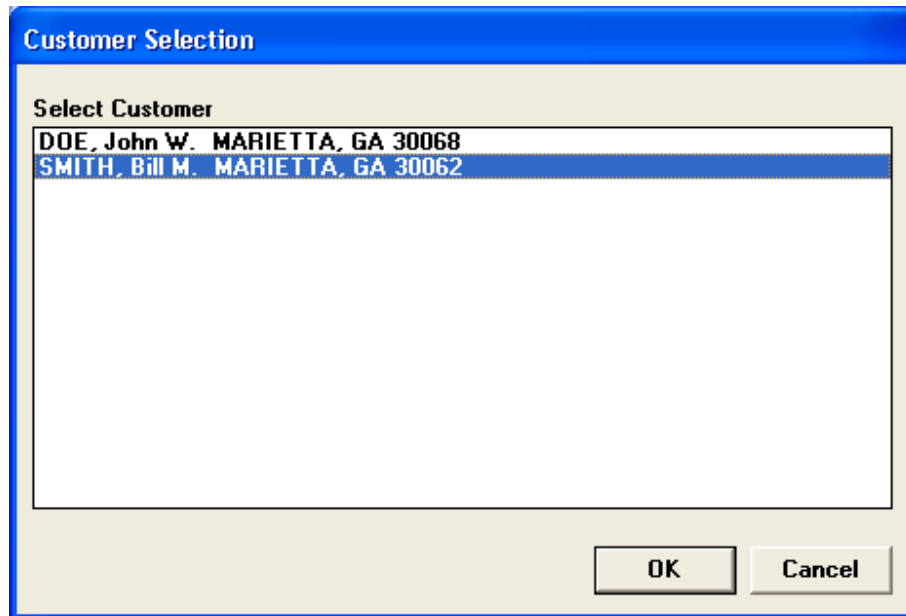 Customer Selection
Select Customer
DOE, John W. MARIETTA, GA 30068
SMITH, Bill M. MARIETTA, GA 30062
OK Cancel